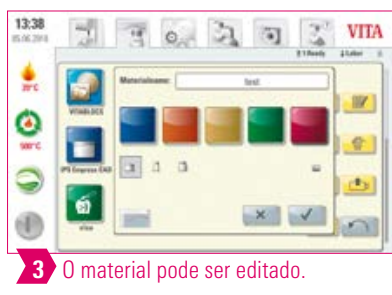 13:38
05.06.2018
VITA
1 Ready
Labor
39°C
Materialname:
test
VITABLOCS
500°C
IPS Empress CAD
3 O material pode ser editado.